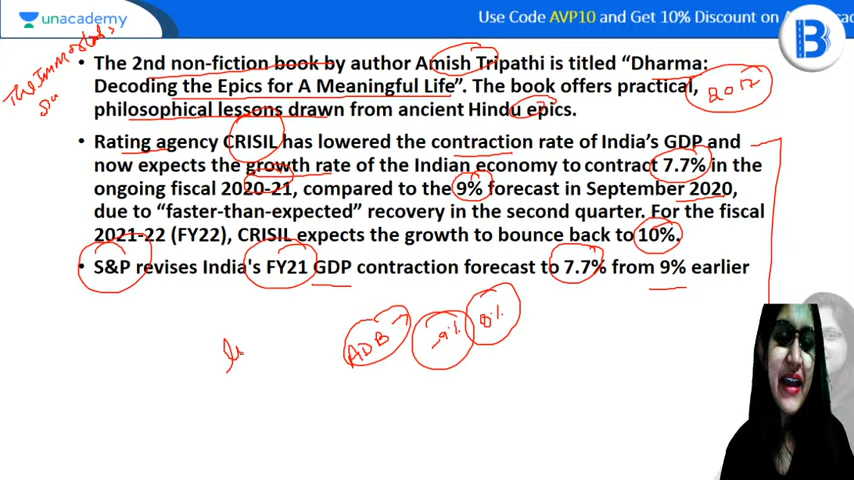 unacademy
Use Code AVP10 and Get 10% Discount on A
B
The Immortals
• The 2nd non-fiction book by author Amish Tripathi is titled “Dharma:
Decoding the Epics for A Meaningful Life”. The book offers practical,
philosophical lessons drawn from ancient Hindu epics.
• Rating agency CRISIL has lowered the contraction rate of India’s GDP and
now expects the growth rate of the Indian economy to contract 7.7% in the
ongoing fiscal 2020-21, compared to the 9% forecast in September 2020,
due to “faster-than-expected” recovery in the second quarter. For the fiscal
2021-22 (FY22), CRISIL expects the growth to bounce back to 10%.
• S&P revises India's FY21 GDP contraction forecast to 7.7% from 9% earlier
ADB → -9% 8%